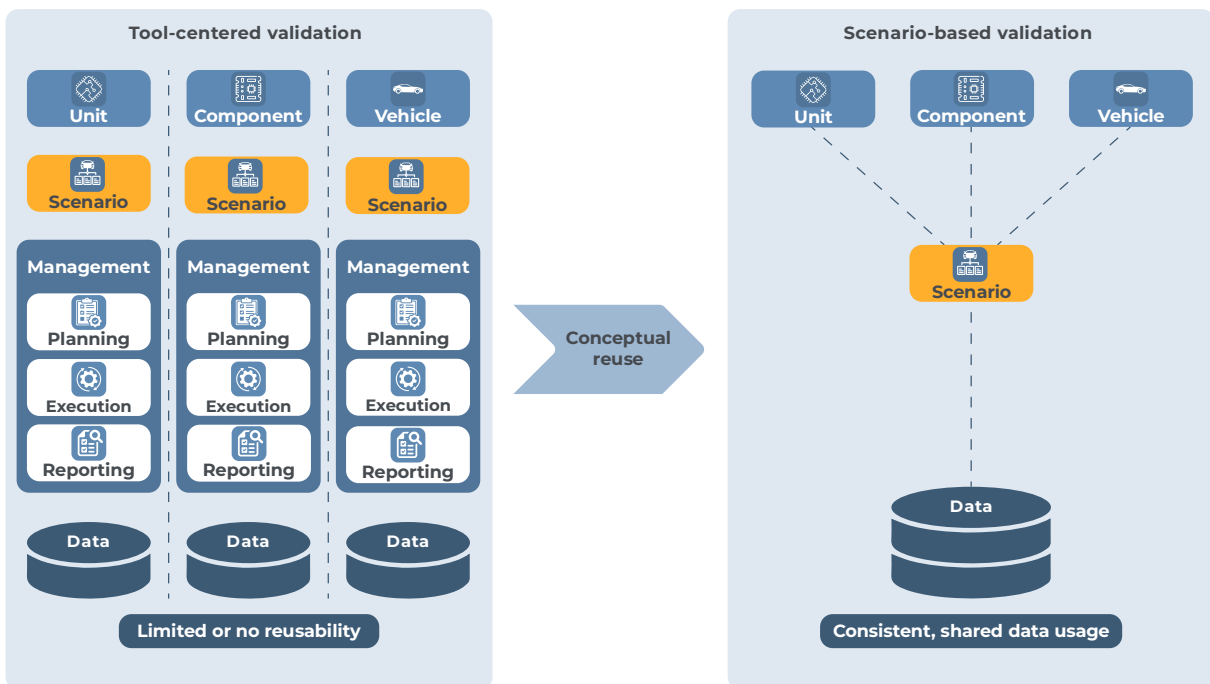 Tool-centered validation
Unit
Component
Vehicle
Scenario
Scenario
Scenario
Management
Management
Management
Planning
Planning
Planning
Execution
Execution
Execution
Reporting
Reporting
Reporting
Data
Data
Data
Limited or no reusability
Conceptual
reuse
Scenario-based validation
Unit
Component
Vehicle
Scenario
Data
Consistent, shared data usage